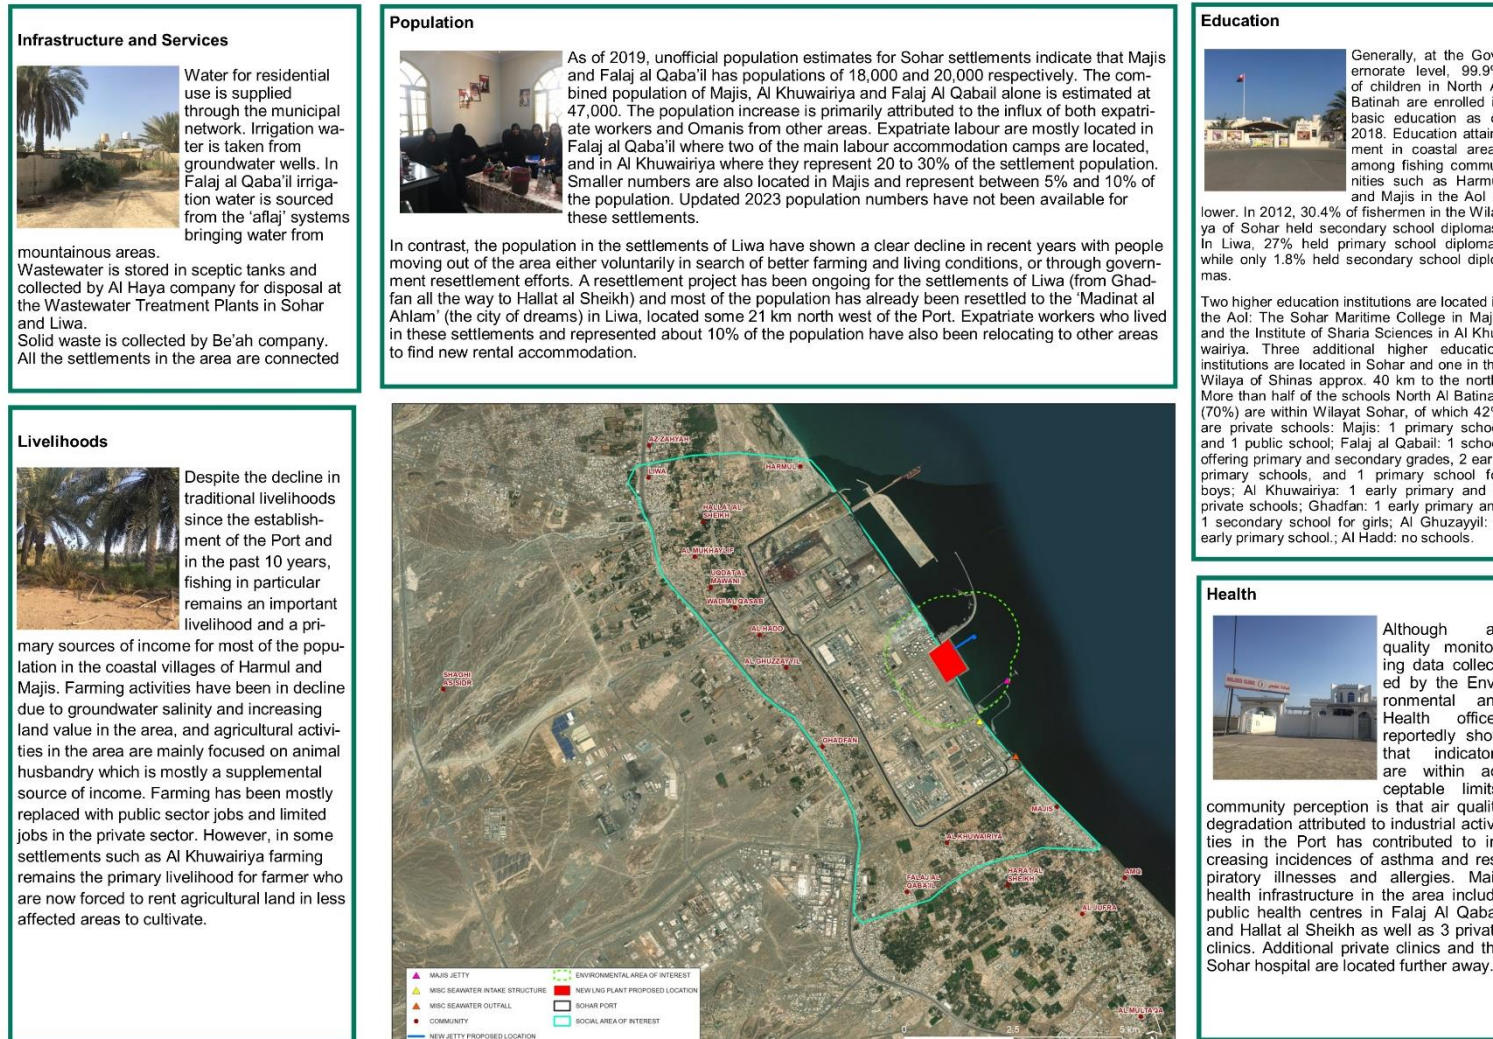 Infrastructure and Services
Water for residential
use is supplied
through the municipal
network. Irrigation wa-
ter is taken from
groundwater wells. In
Falaj al Qaba'il irriga-
tion water is sourced
from the 'aflaj' systems
bringing water from
mountainous areas.
Wastewater is stored in sceptic tanks and
collected by Al Haya company for disposal at
the Wastewater Treatment Plants in Sohar
and Liwa.
Solid waste is collected by Be'ah company.
All the settlements in the area are connected
Livelihoods
Despite the decline in
traditional livelihoods
since the establish-
ment of the Port and
in the past 10 years,
fishing in particular
remains an important
livelihood and a pri-
mary sources of income for most of the popu-
lation in the coastal villages of Harmul and
Majis. Farming activities have been in decline
due to groundwater salinity and increasing
land value in the area, and agricultural activi-
ties in the area are mainly focused on animal
husbandry which is mostly a supplemental
source of income. Farming has been mostly
replaced with public sector jobs and limited
jobs in the private sector. However, in some
settlements such as Al Khuwairiya farming
remains the primary livelihood for farmer who
are now forced to rent agricultural land in less
affected areas to cultivate.
Population
As of 2019, unofficial population estimates for Sohar settlements indicate that Majis
and Falaj al Qaba'il has populations of 18,000 and 20,000 respectively. The com-
bined population of Majis, Al Khuwairiya and Falaj Al Qabail alone is estimated at
47,000. The population increase is primarily attributed to the influx of both expatri-
ate workers and Omanis from other areas. Expatriate labour are mostly located in
Falaj al Qaba'il where two of the main labour accommodation camps are located,
and in Al Khuwairiya where they represent 20 to 30% of the settlement population.
Smaller numbers are also located in Majis and represent between 5% and 10% of
the population. Updated 2023 population numbers have not been available for
these settlements.
In contrast, the population in the settlements of Liwa have shown a clear decline in recent years with people
moving out of the area either voluntarily in search of better farming and living conditions, or through govern-
ment resettlement efforts. A resettlement project has been ongoing for the settlements of Liwa (from Ghad-
fan all the way to Hallat al Sheikh) and most of the population has already been resettled to the 'Madinat al
Ahlam' (the city of dreams) in Liwa, located some 21 km north west of the Port. Expatriate workers who lived
in these settlements and represented about 10% of the population have also been relocating to other areas
to find new rental accommodation.
AZ ZAHYAH
LIWA
HARMUL
HALLAT AL
SHEIKH
AL MUKHAYLIF
UQDAT AL
MAWANI
WADI AL QASAB
AL HADD
AL GHUZZAYYIL
SHAGHI
AS SIDR
GHADFAN
MAJIS
AL KHUWAIRIYA
FALAJ AL
QABA'IL
HARAT AL
SHEIKH
AMQ
AL JUFRA
AL MULTAQA
MAJIS JETTY
MISC SEAWATER INTAKE STRUCTURE
MISC SEAWATER OUTFALL
COMMUNITY
NEW JETTY PROPOSED LOCATION
ENVIRONMENTAL AREA OF INTEREST
NEW LNG PLANT PROPOSED LOCATION
SOHAR PORT
SOCIAL AREA OF INTEREST
0 2.5 5 km
Education
Generally, at the Gov
ernorate level, 99.9%
of children in North A
Batinah are enrolled i
basic education as o
2018. Education attain
ment in coastal area
among fishing commu
nities such as Harmu
and Majis in the AoI
lower. In 2012, 30.4% of fishermen in the Wila
ya of Sohar held secondary school diplomas
In Liwa, 27% held primary school diploma
while only 1.8% held secondary school diplo
mas.
Two higher education institutions are located i
the AoI: The Sohar Maritime College in Maj
and the Institute of Sharia Sciences in Al Khu
wairiya. Three additional higher educatio
institutions are located in Sohar and one in th
Wilaya of Shinas approx. 40 km to the north
More than half of the schools North Al Batina
(70%) are within Wilayat Sohar, of which 42%
are private schools: Majis: 1 primary schoo
and 1 public school; Falaj al Qabail: 1 schoo
offering primary and secondary grades, 2 earl
primary schools, and 1 primary school fo
boys; Al Khuwairiya: 1 early primary and
private schools; Ghadfan: 1 early primary an
1 secondary school for girls; Al Ghuzayyil:
early primary school.; Al Hadd: no schools.
Health
Although a
quality monito
ing data collec
ed by the Env
ronmental an
Health office
reportedly show
that indicator
are within ac
ceptable limits
community perception is that air qualit
degradation attributed to industrial activ
ties in the Port has contributed to in
creasing incidences of asthma and res
piratory illnesses and allergies. Mai
health infrastructure in the area includ
public health centres in Falaj Al Qaba
and Hallat al Sheikh as well as 3 privat
clinics. Additional private clinics and th
Sohar hospital are located further away.